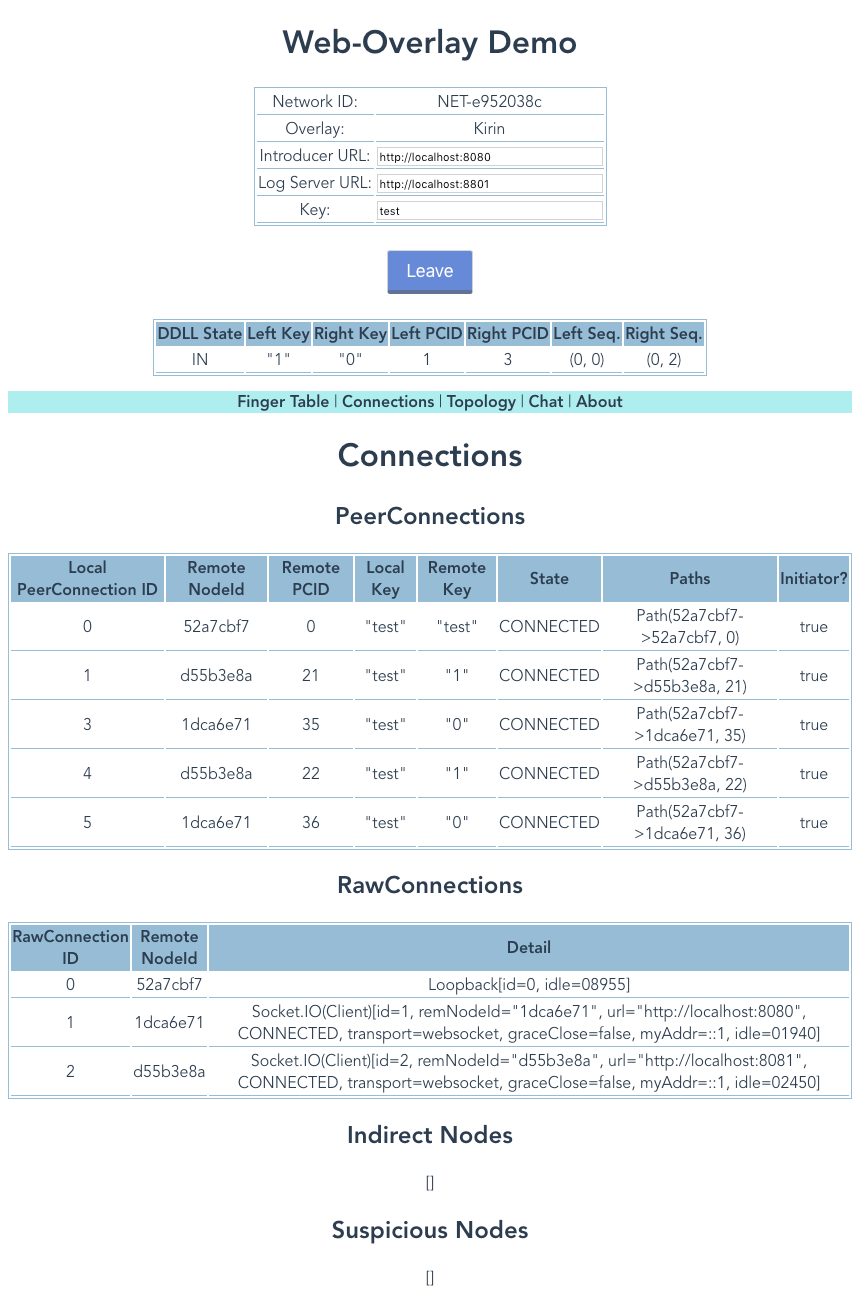 Web-Overlay Demo
Network ID: NET-e952038c
Overlay: Kirin
Introducer URL: http://localhost:8080
Log Server URL: http://localhost:8801
Key: test
Leave
DDLL State Left Key Right Key Left PCID Right PCID Left Seq. Right Seq.
IN "1" "0" 1 3 (0, 0) (0, 2)
Finger Table | Connections | Topology | Chat | About
Connections
PeerConnections
Local PeerConnection ID Remote NodeId Remote PCID Local Key Remote Key State Paths Initiator?
0 52a7cbf7 0 "test" "test" CONNECTED Path(52a7cbf7->52a7cbf7, 0) true
1 d55b3e8a 21 "test" "1" CONNECTED Path(52a7cbf7->d55b3e8a, 21) true
3 1dca6e71 35 "test" "0" CONNECTED Path(52a7cbf7->1dca6e71, 35) true
4 d55b3e8a 22 "test" "1" CONNECTED Path(52a7cbf7->d55b3e8a, 22) true
5 1dca6e71 36 "test" "0" CONNECTED Path(52a7cbf7->1dca6e71, 36) true
RawConnections
RawConnection ID Remote NodeId Detail
0 52a7cbf7 Loopback[id=0, idle=08955]
1 1dca6e71 Socket.IO(Client)[id=1, remNodeId="1dca6e71", url="http://localhost:8080",
CONNECTED, transport=websocket, graceClose=false, myAddr=::1, idle=01940]
2 d55b3e8a Socket.IO(Client)[id=2, remNodeId="d55b3e8a", url="http://localhost:8081",
CONNECTED, transport=websocket, graceClose=false, myAddr=::1, idle=02450]
Indirect Nodes
[]
Suspicious Nodes
[]